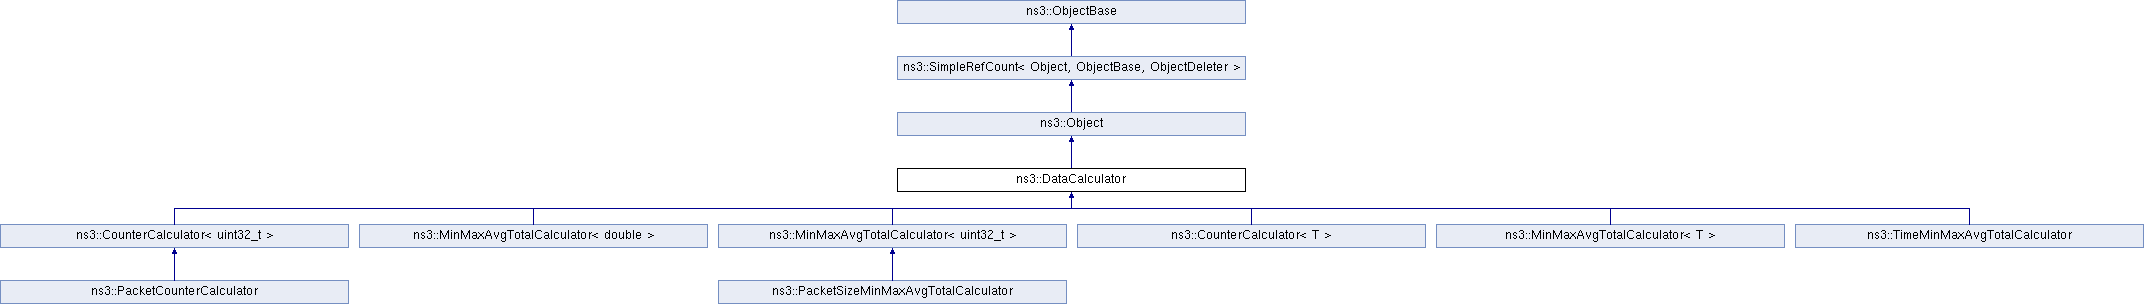 ns3::ObjectBase
ns3::SimpleRefCount< Object, ObjectBase, ObjectDeleter >
ns3::Object
ns3::DataCalculator
ns3::CounterCalculator< uint32_t >
ns3::MinMaxAvgTotalCalculator< double >
ns3::MinMaxAvgTotalCalculator< uint32_t >
ns3::CounterCalculator< T >
ns3::MinMaxAvgTotalCalculator< T >
ns3::TimeMinMaxAvgTotalCalculator
ns3::PacketCounterCalculator
ns3::PacketSizeMinMaxAvgTotalCalculator